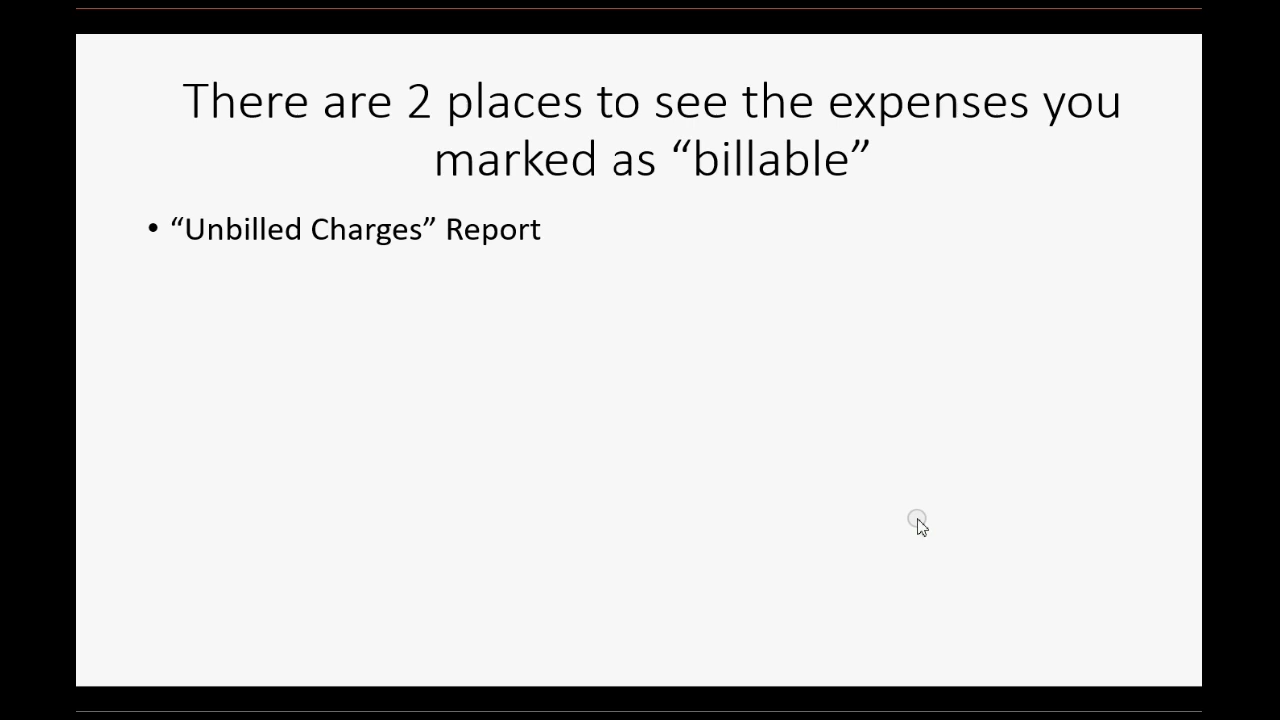 There are 2 places to see the expenses you
marked as “billable”
• “Unbilled Charges” Report